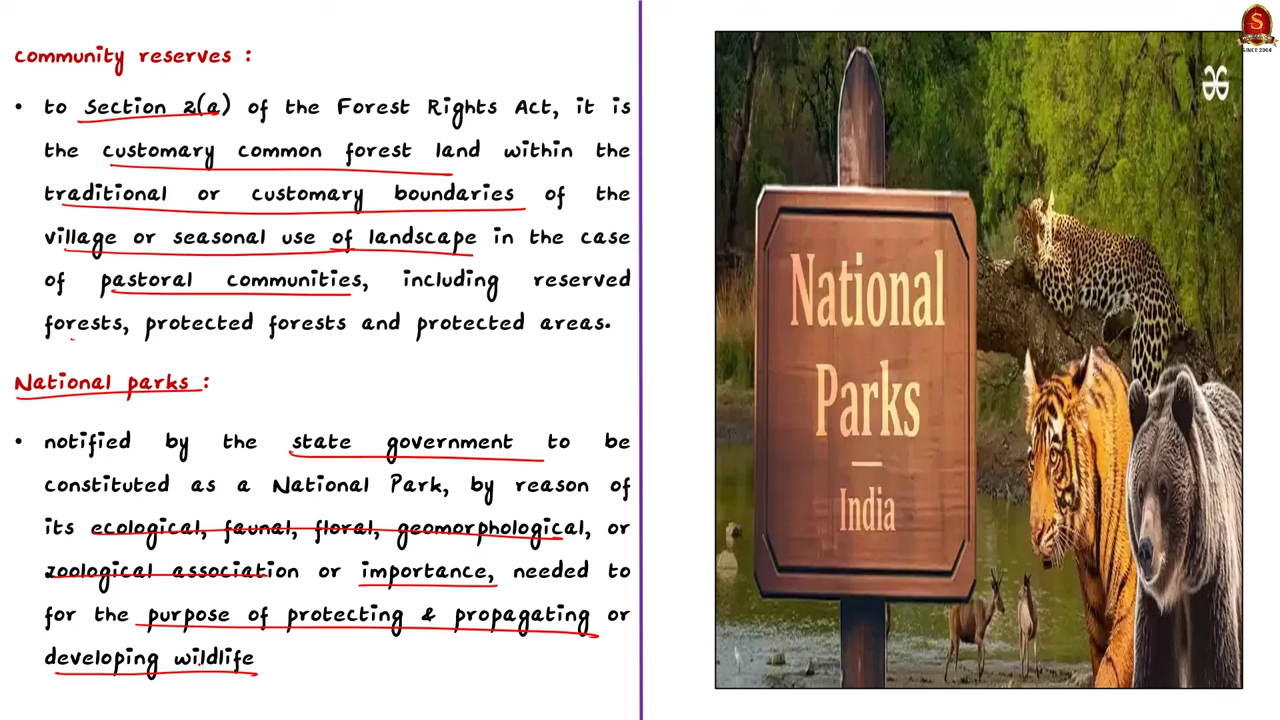 Community reserves :
• to Section 2(a) of the Forest Rights Act, it is
the customary common forest land within the
traditional or customary boundaries of the
village or seasonal use of landscape in the case
of pastoral communities, including reserved
forests, protected forests and protected areas.
National parks :
• notified by the state government to be
constituted as a National Park, by reason of
its ecological, faunal, floral, geomorphological, or
zoological association or importance, needed to
for the purpose of protecting & propagating or
developing wildlife
National
Parks
—
India
S
SINCE 2004